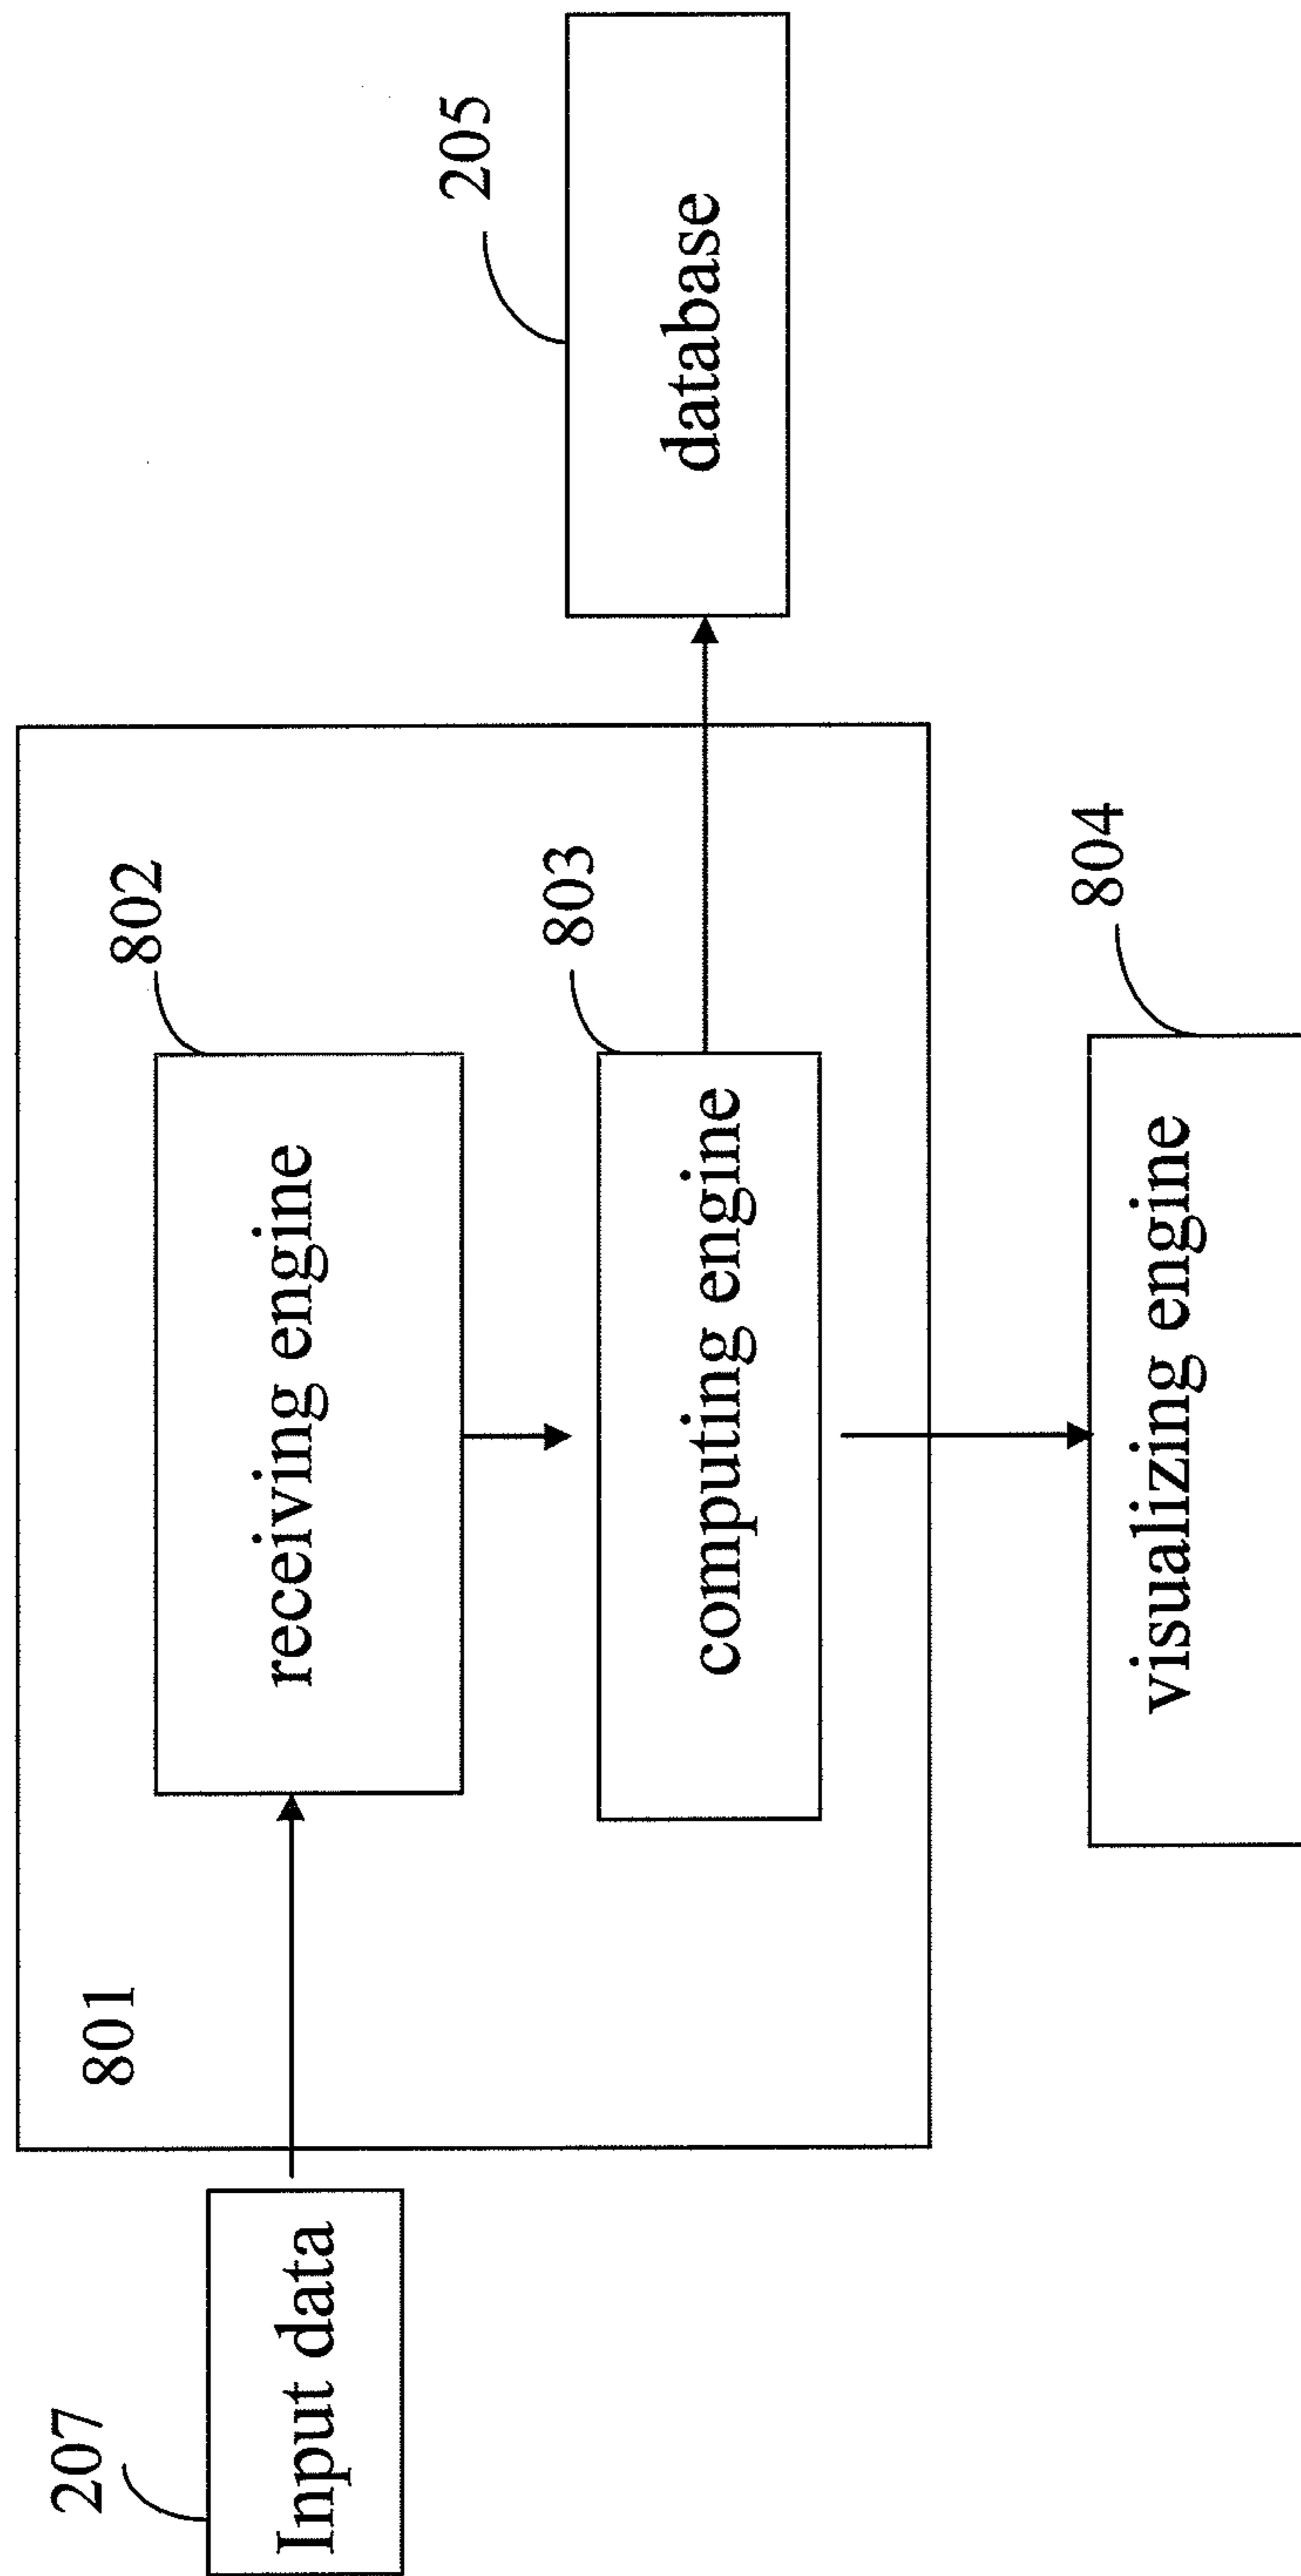 207
Input data
801
802
receiving engine
803
computing engine
205
database
804
visualizing engine